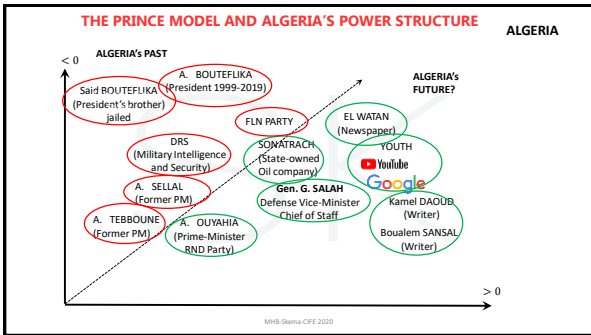 THE PRINCE MODEL AND ALGERIA'S POWER STRUCTURE
ALGERIA
ALGERIA's PAST
< 0
A. BOUTEFLIKA
(President 1999-2019)
Said BOUTEFLIKA
(President's brother)
jailed
ALGERIA's
FUTURE?
FLN PARTY
EL WATAN
(Newspaper)
DRS
(Military Intelligence
and Security)
SONATRACH
(State-owned
Oil company)
YOUTH
YouTube
Google
A. SELLAL
(Former PM)
Gen. G. SALAH
Defense Vice-Minister
Chief of Staff
Kamel DAOUD
(Writer)
Boualem SANSAL
(Writer)
A. TEBBOUNE
(Former PM)
A. OUYAHIA
(Prime-Minister
RND Party)
> 0
MHB-Skema-CIFE 2020